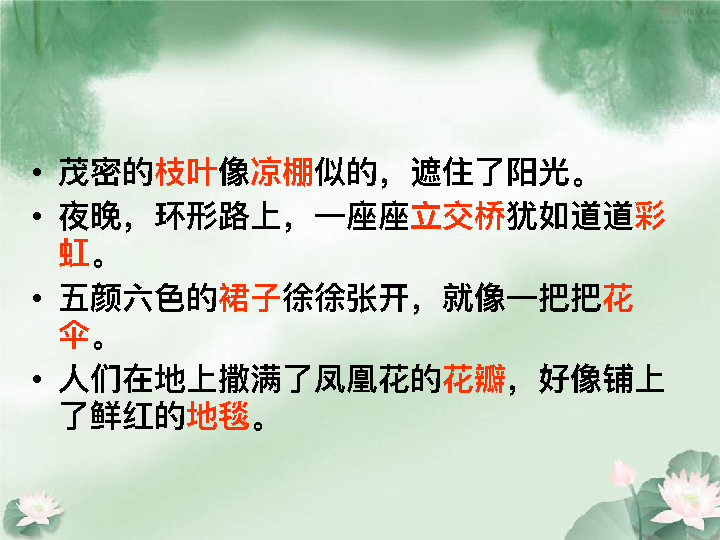 • 茂密的枝叶像凉棚似的，遮住了阳光。
• 夜晚，环形路上，一座座立交桥犹如道道彩
虹。
• 五颜六色的裙子徐徐张开，就像一把把花
伞。
• 人们在地上撒满了凤凰花的花瓣，好像铺上
了鲜红的地毯。